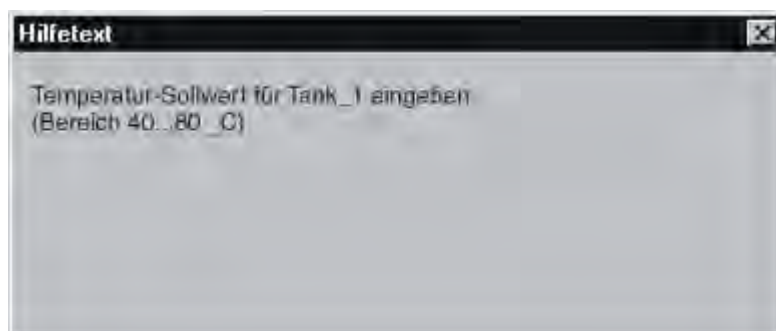 Hilfetext
Temperatur-Sollwert für Tank_1 eingeben
(Bereich 40...80 _C)